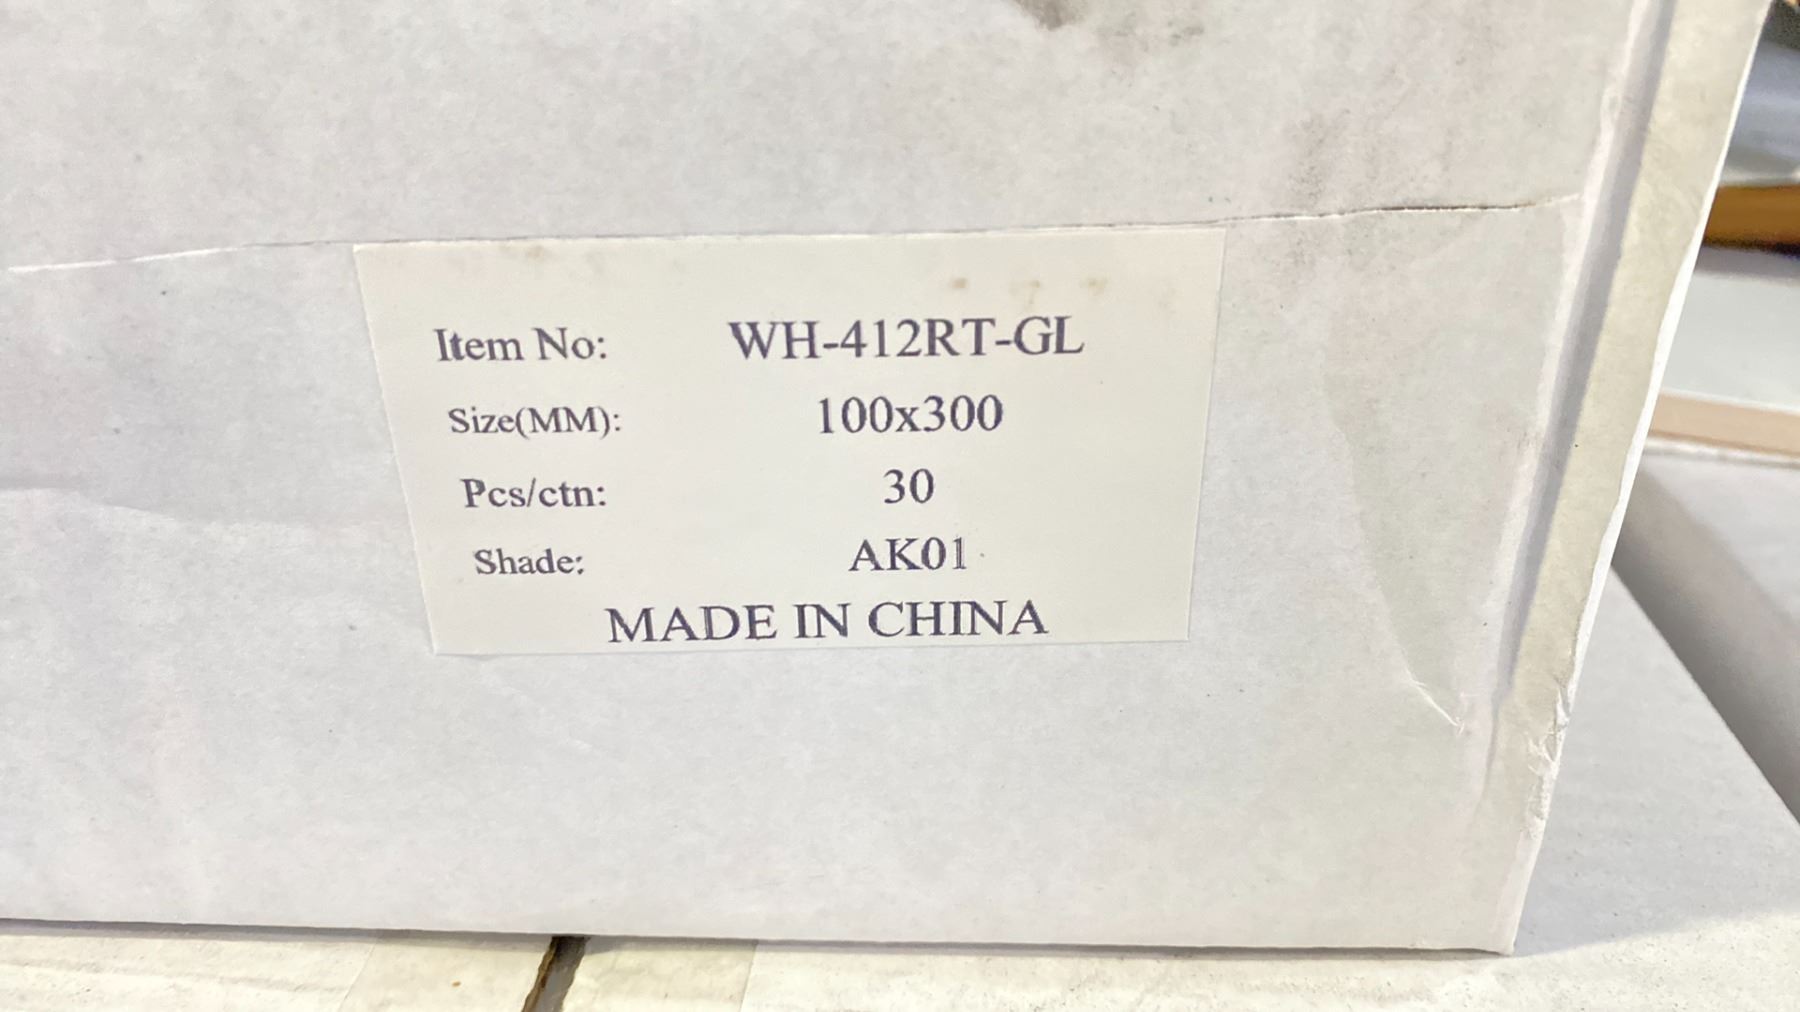 Item No: WH-412RT-GL
Size(MM): 100x300
Pcs/ctn: 30
Shade: AK01
MADE IN CHINA